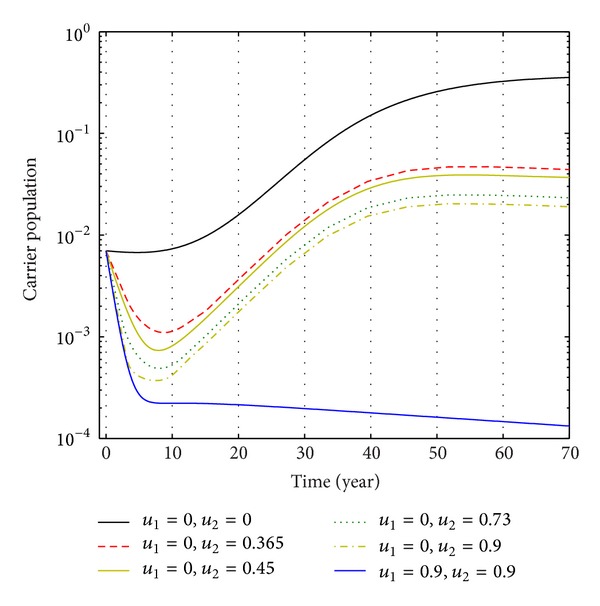 10⁰
10⁻¹
10⁻²
10⁻³
10⁻⁴
Carrier population
0 10 20 30 40 50 60 70
Time (year)
u₁ = 0, u₂ = 0
u₁ = 0, u₂ = 0.365
u₁ = 0, u₂ = 0.45
u₁ = 0, u₂ = 0.73
u₁ = 0, u₂ = 0.9
u₁ = 0.9, u₂ = 0.9